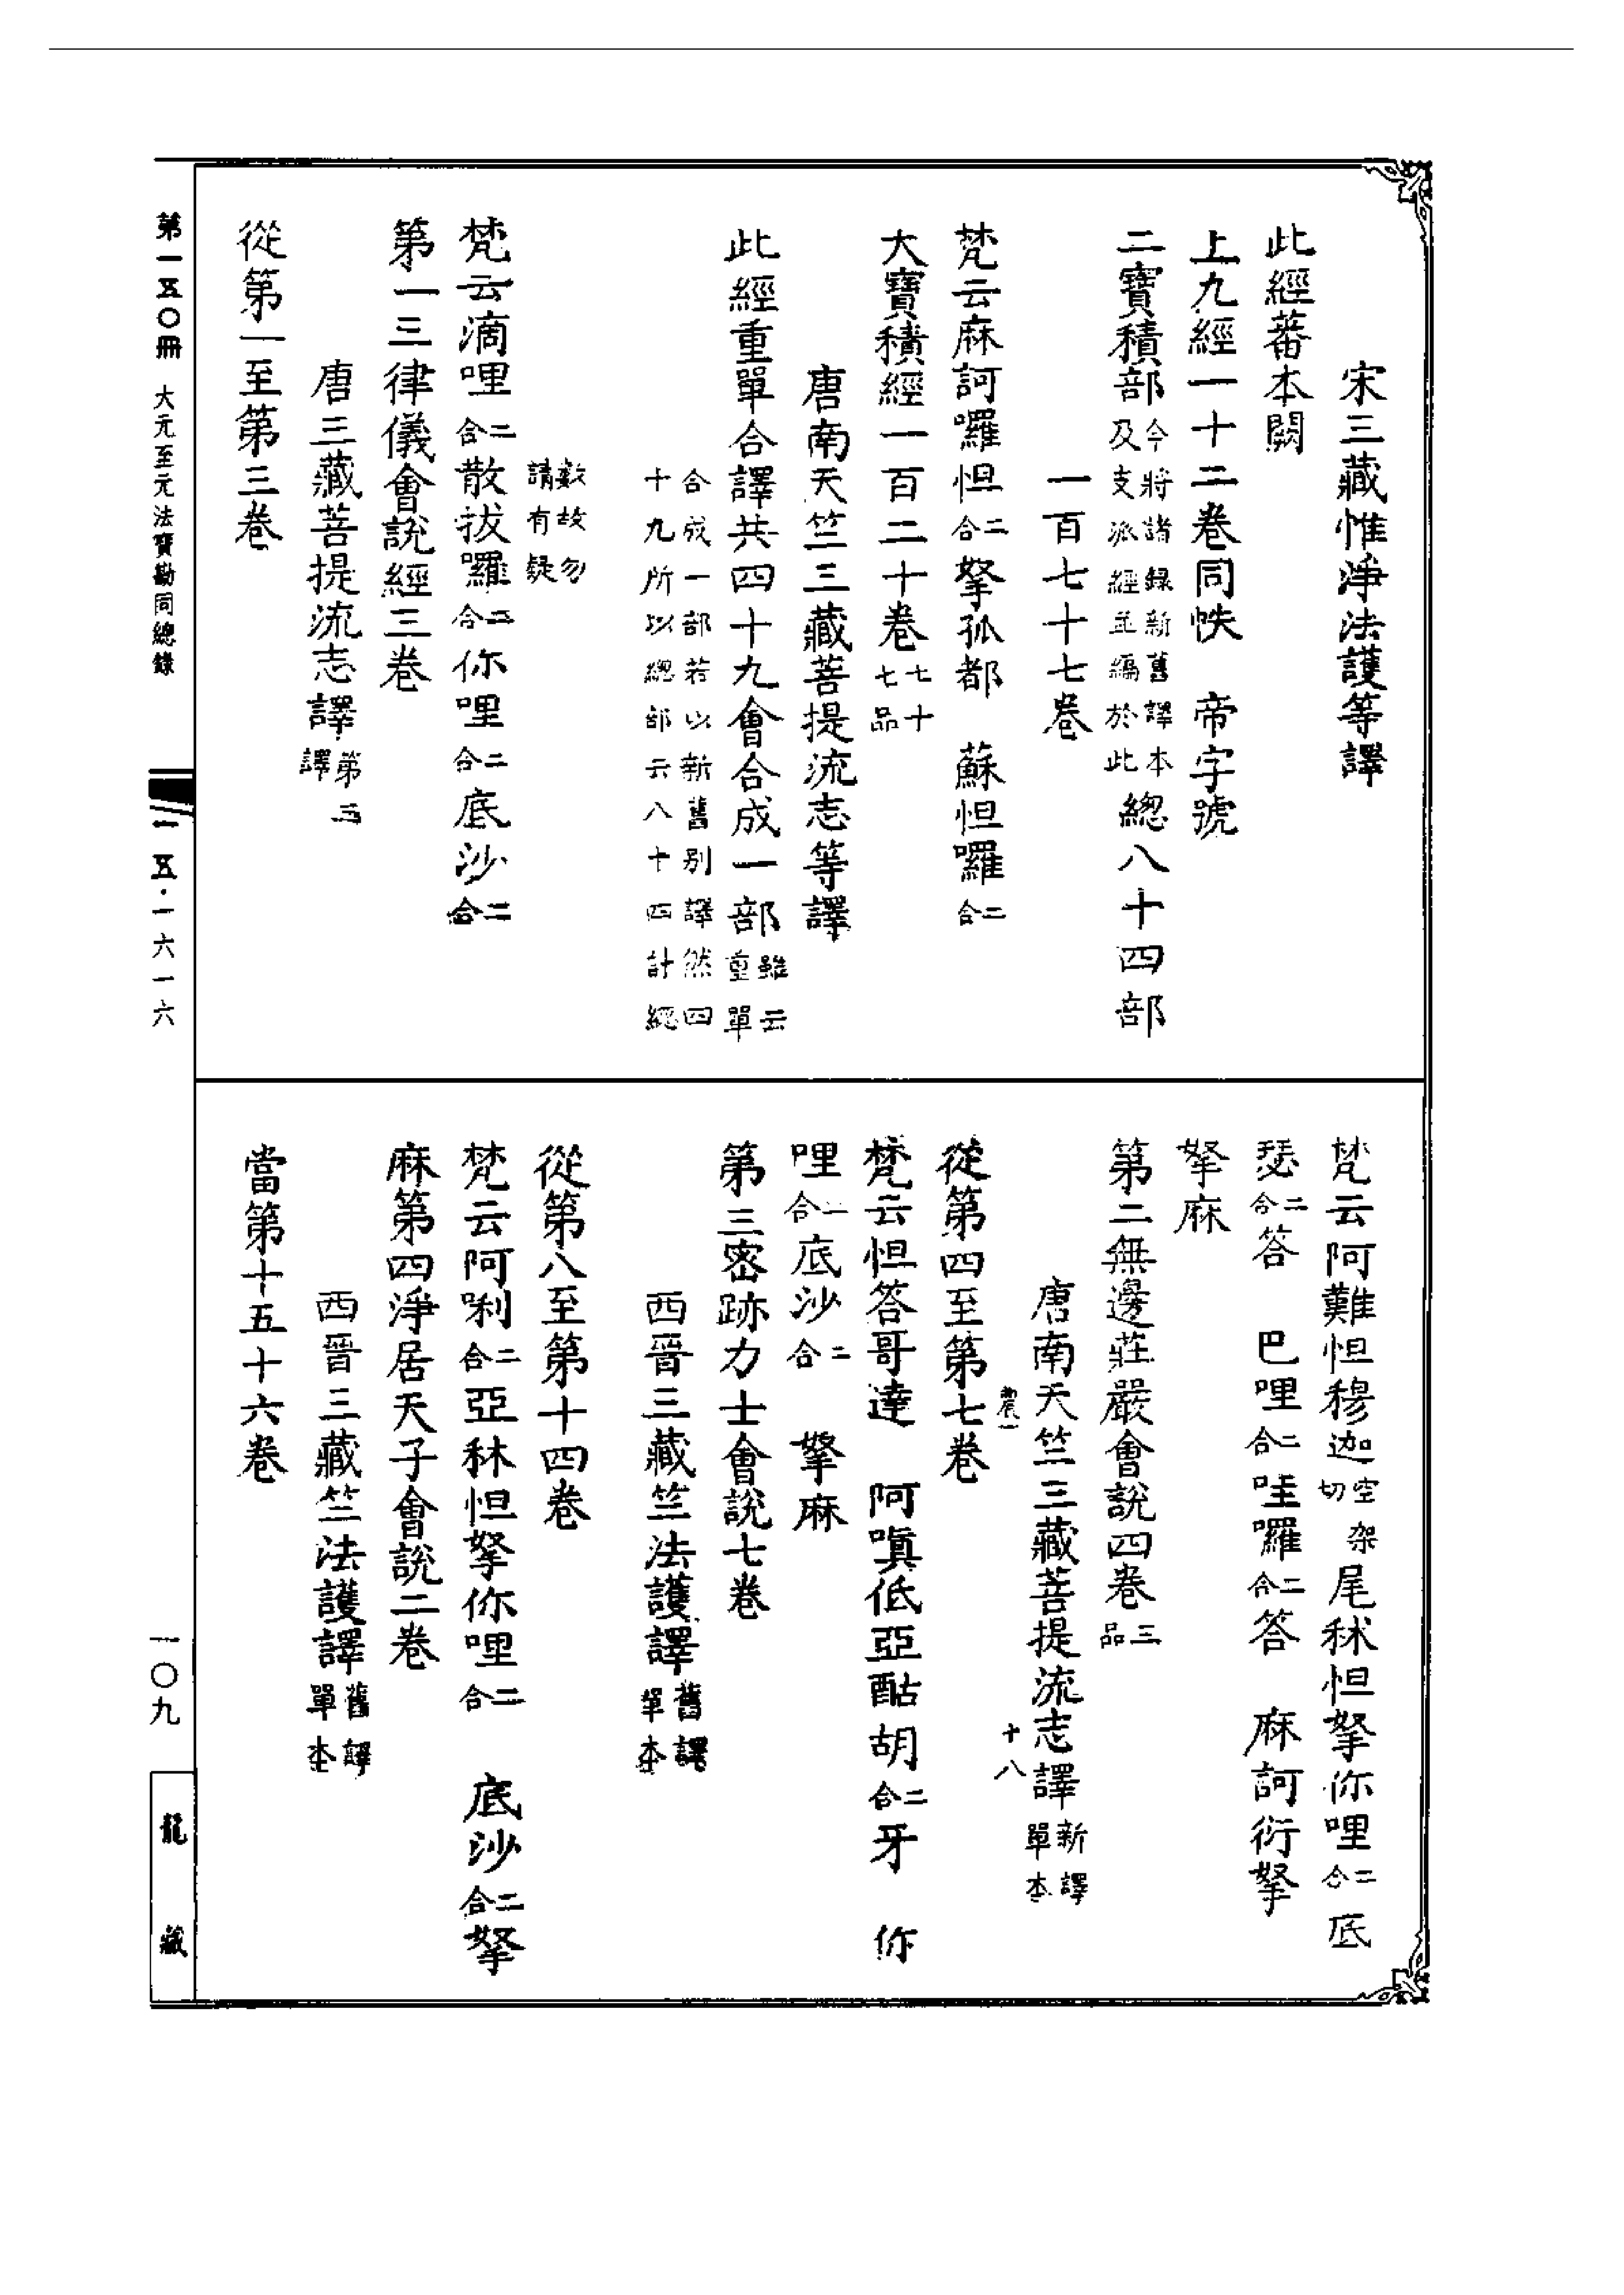 宋三藏惟淨法護等譯
此經蕃本闕
上九經一十二卷同帙　帝字號
二寶積部今將諸錄新舊譯本及支派經並編於此總八十四部
一百七十七卷
梵云麻訶囉怛二合拏孤都　蘇怛囉二合
大寶積經一百二十卷七十七品
唐南天竺三藏菩提流志等譯
此經重單合譯共四十九會合成一部雖云重單
合成一部若以新舊别譯然四十九所以總部云八十四計總
數故勿請有疑
梵云滴哩二合散拔囉二合你哩二合底沙二合
第一三律儀會說經三卷
唐三藏菩提流志譯第三譯
從第一至第三卷
梵云阿難怛穆迦空架切尾秫怛拏你哩二合底
瑟二合答　巴哩二合哇囉二合答　麻訶衍拏
拏麻
第二無邊莊嚴會說四卷三品
唐南天竺三藏菩提流志譯新譯單本
十八
從第四至第七卷
梵云怛答哥達　阿嗔低亞酤胡二合牙　你
哩二合底沙二合　拏麻
第三密跡力士會說七卷
西晉三藏竺法護譯舊譯單本
從第八至第十四卷
梵云阿唎二合亞秫怛拏你哩二合　底沙二合拏
麻第四淨居天子會說二卷
西晉三藏竺法護譯舊譯單本
當第十五十六卷
第一五〇冊　大元至元法寶勘同總錄
一五·一六一六
一〇九
龍藏